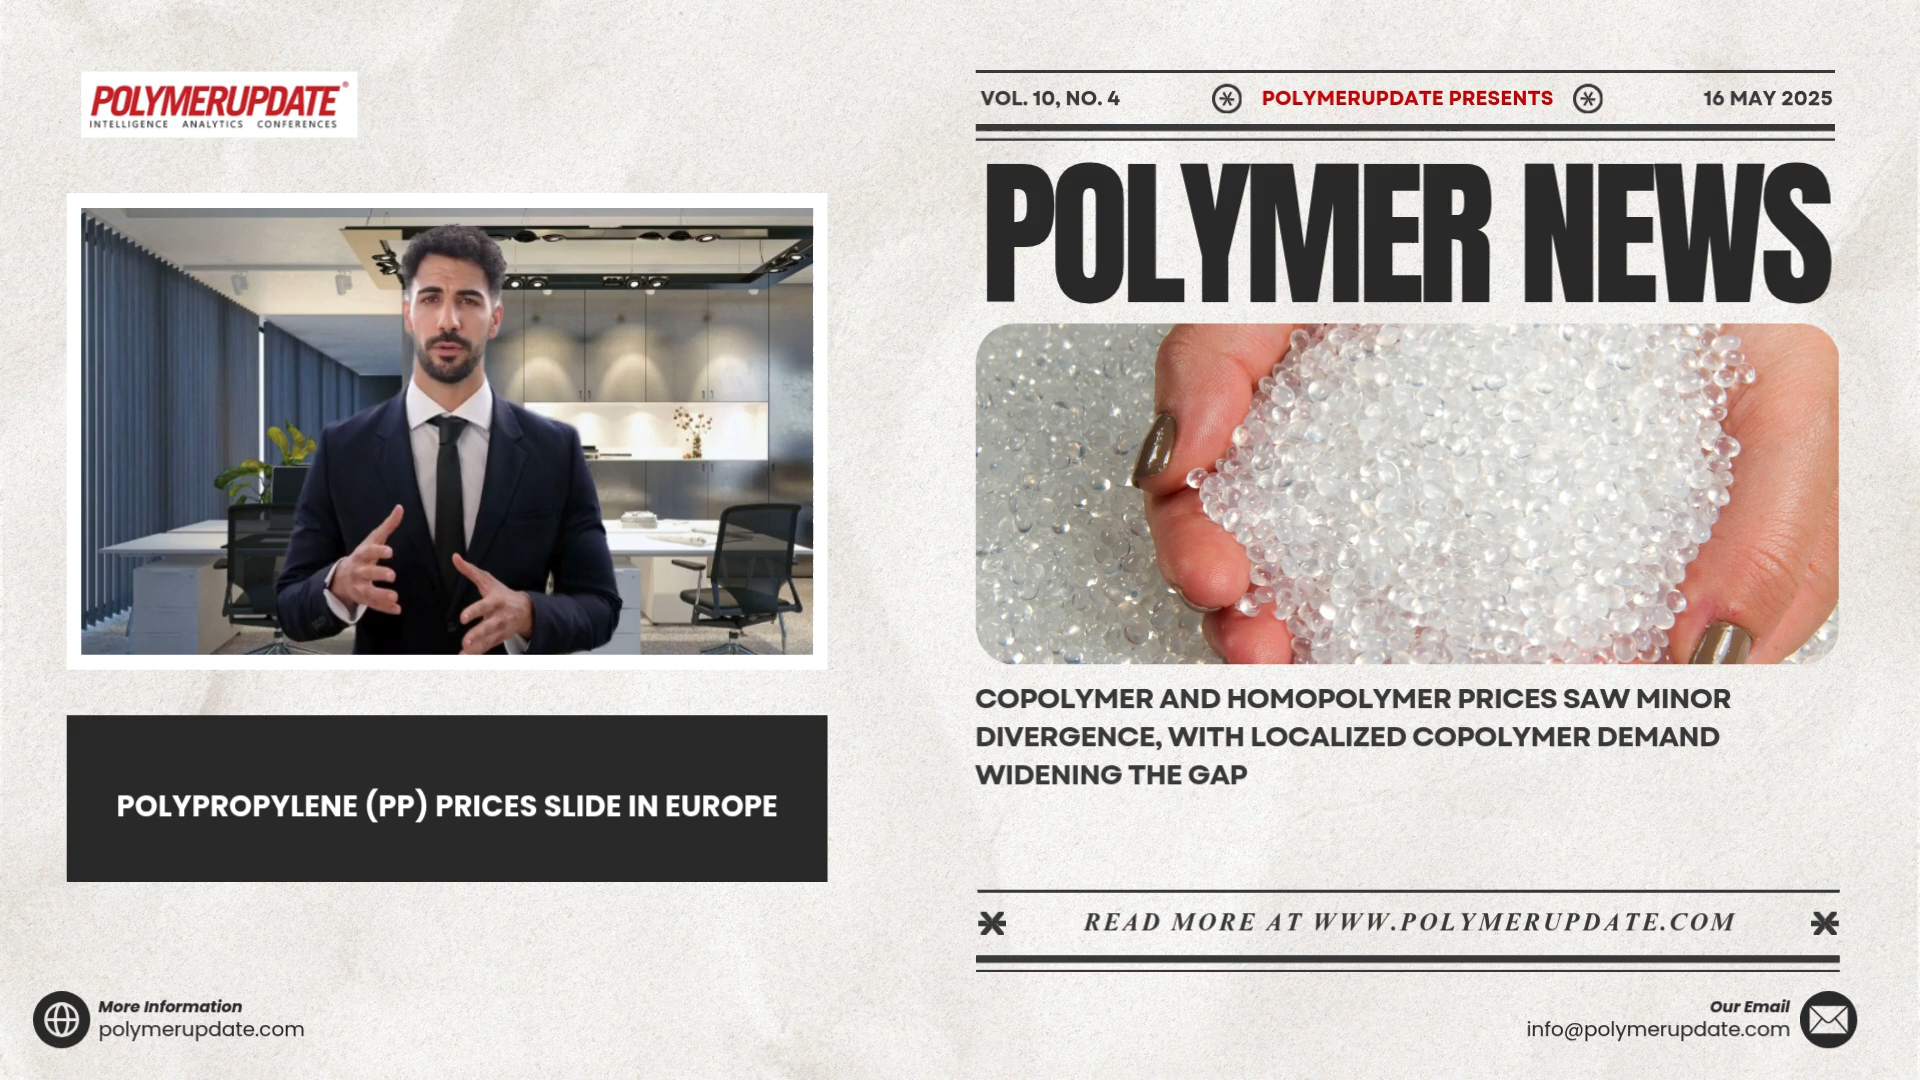 POLYMERUPDATE®
INTELLIGENCE ANALYTICS CONFERENCES
POLYPROPYLENE (PP) PRICES SLIDE IN EUROPE
More Information
polymerupdate.com
VOL. 10, NO. 4
POLYMERUPDATE PRESENTS
16 MAY 2025
POLYMER NEWS
COPOLYMER AND HOMOPOLYMER PRICES SAW MINOR
DIVERGENCE, WITH LOCALIZED COPOLYMER DEMAND
WIDENING THE GAP
READ MORE AT WWW.POLYMERUPDATE.COM
Our Email
info@polymerupdate.com